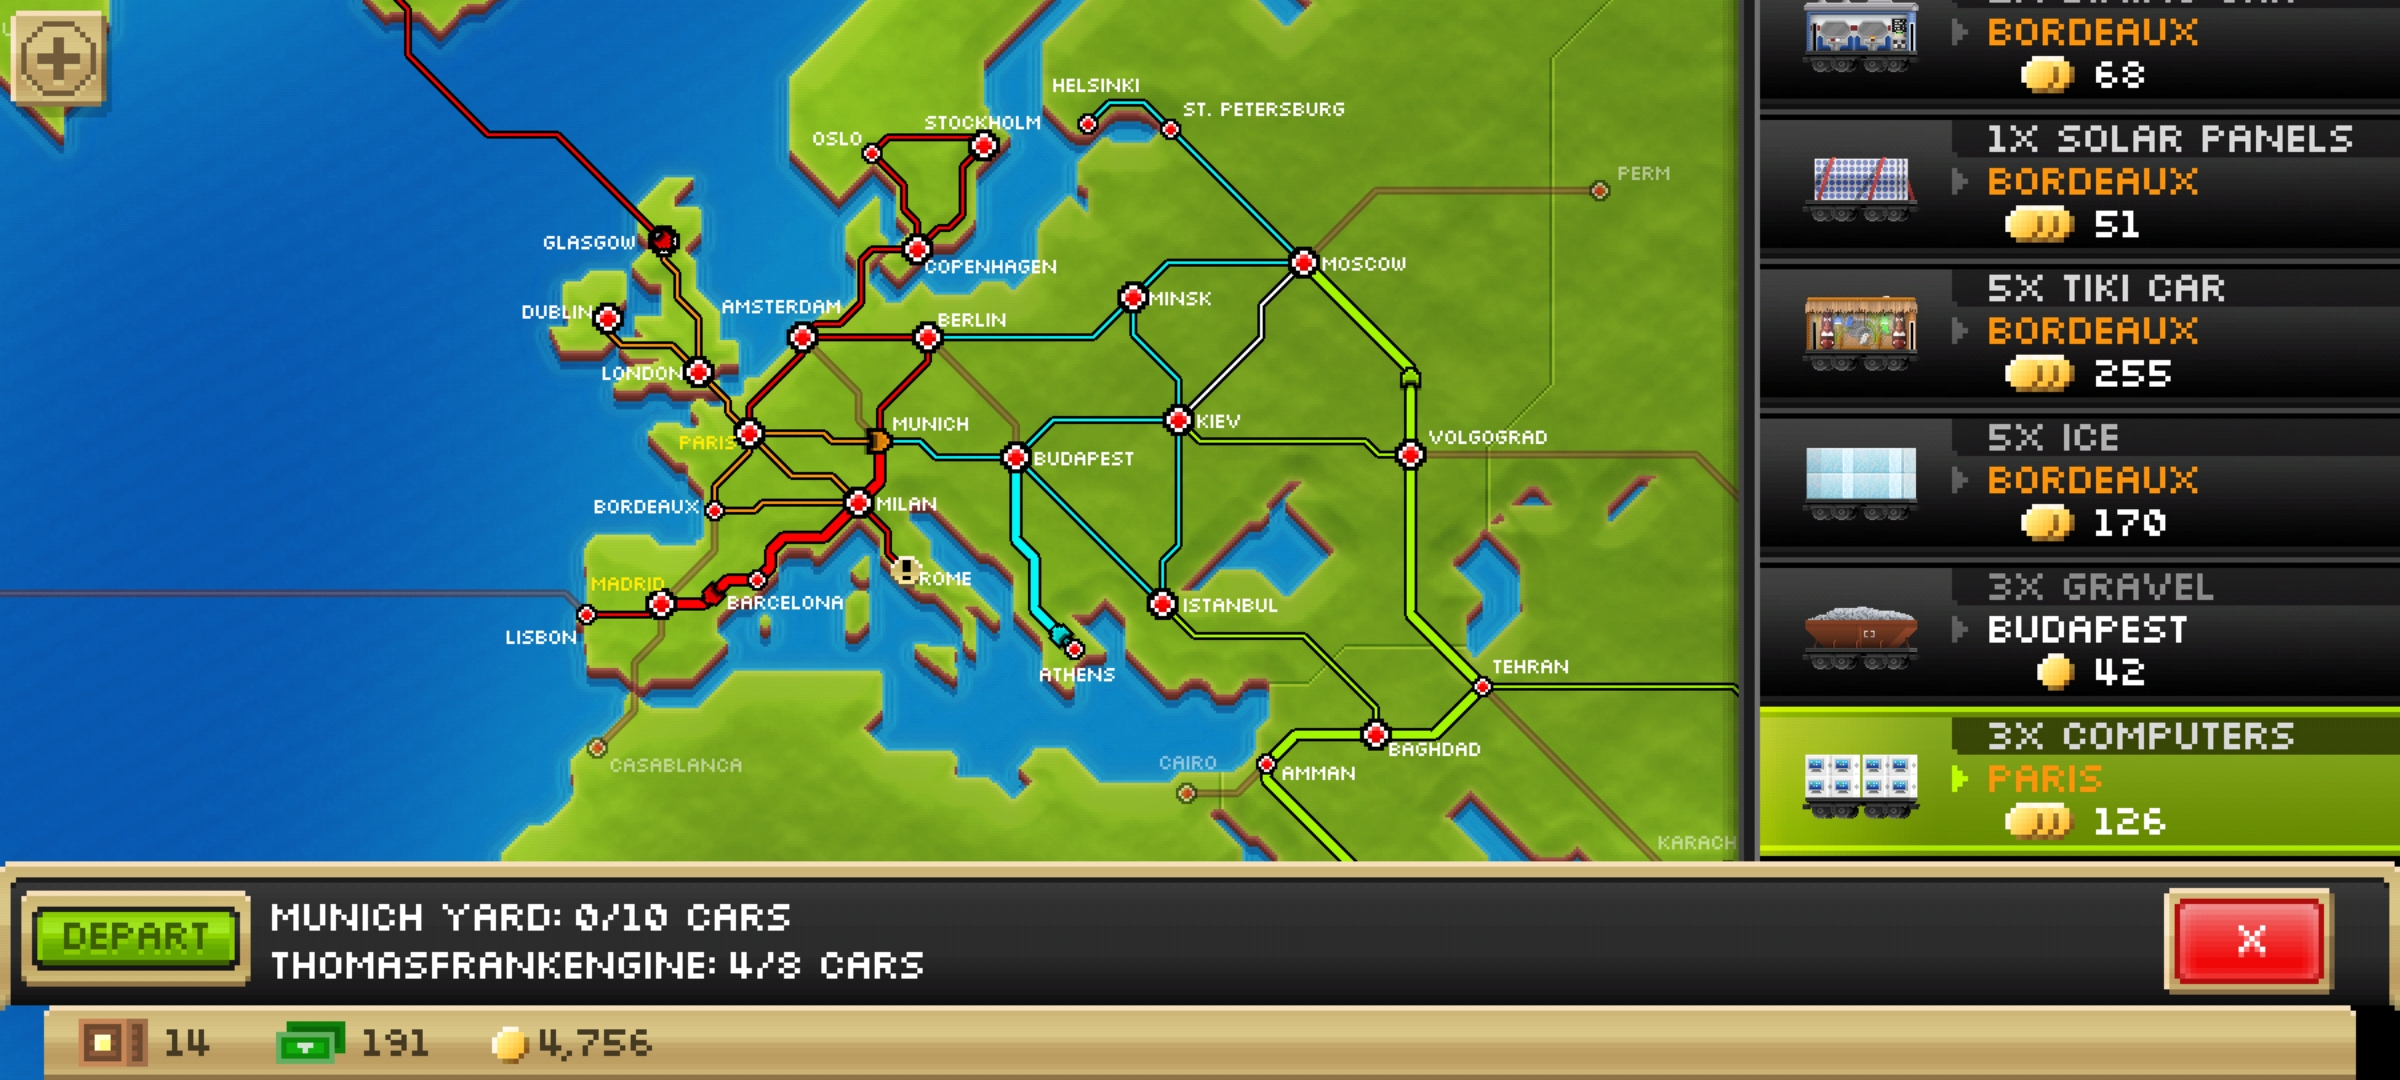 BORDEAUX
68
1X SOLAR PANELS
BORDEAUX
51
5X TIKI CAR
BORDEAUX
255
5X ICE
BORDEAUX
170
3X GRAVEL
BUDAPEST
42
3X COMPUTERS
PARIS
126
HELSINKI
ST. PETERSBURG
STOCKHOLM
OSLO
PERM
GLASGOW
COPENHAGEN
MOSCOW
MINSK
AMSTERDAM
DUBLIN
BERLIN
LONDON
MUNICH
KIEV
PARIS
VOLGOGRAD
BUDAPEST
BORDEAUX
MILAN
MADRID
ROME
BARCELONA
ISTANBUL
LISBON
ATHENS
TEHRAN
BAGHDAD
CASABLANCA
CAIRO
AMMAN
KARACH
DEPART
MUNICH YARD: 0/10 CARS
THOMASFRANKENGINE: 4/8 CARS
X
14
191
4,756